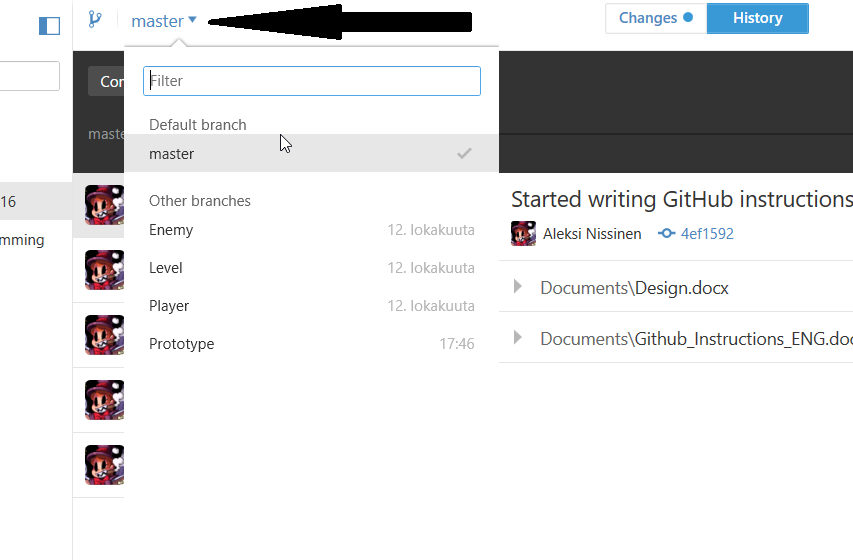 master
Changes
History
Filter
Com
maste
Default branch
master
Other branches
Enemy 12. lokakuuta
Level 12. lokakuuta
Player 12. lokakuuta
Prototype 17:46
16
mming
Started writing GitHub instructions
Aleksi Nissinen 4ef1592
Documents\Design.docx
Documents\Github_Instructions_ENG.doc